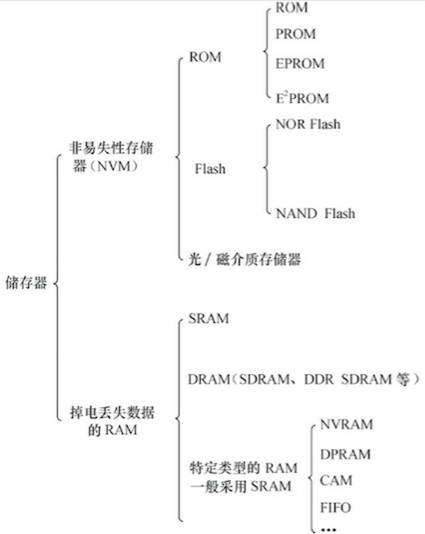 ROM
PROM
ROM
EPROM
E²PROM
NOR Flash
非易失性存储
器（NVM）
Flash
NAND Flash
光／磁介质存储器
储存器
SRAM
DRAM（SDRAM、DDR SDRAM 等）
掉电丢失数据
的 RAM
NVRAM
DPRAM
特定类型的 RAM
一般采用 SRAM
CAM
FIFO
…